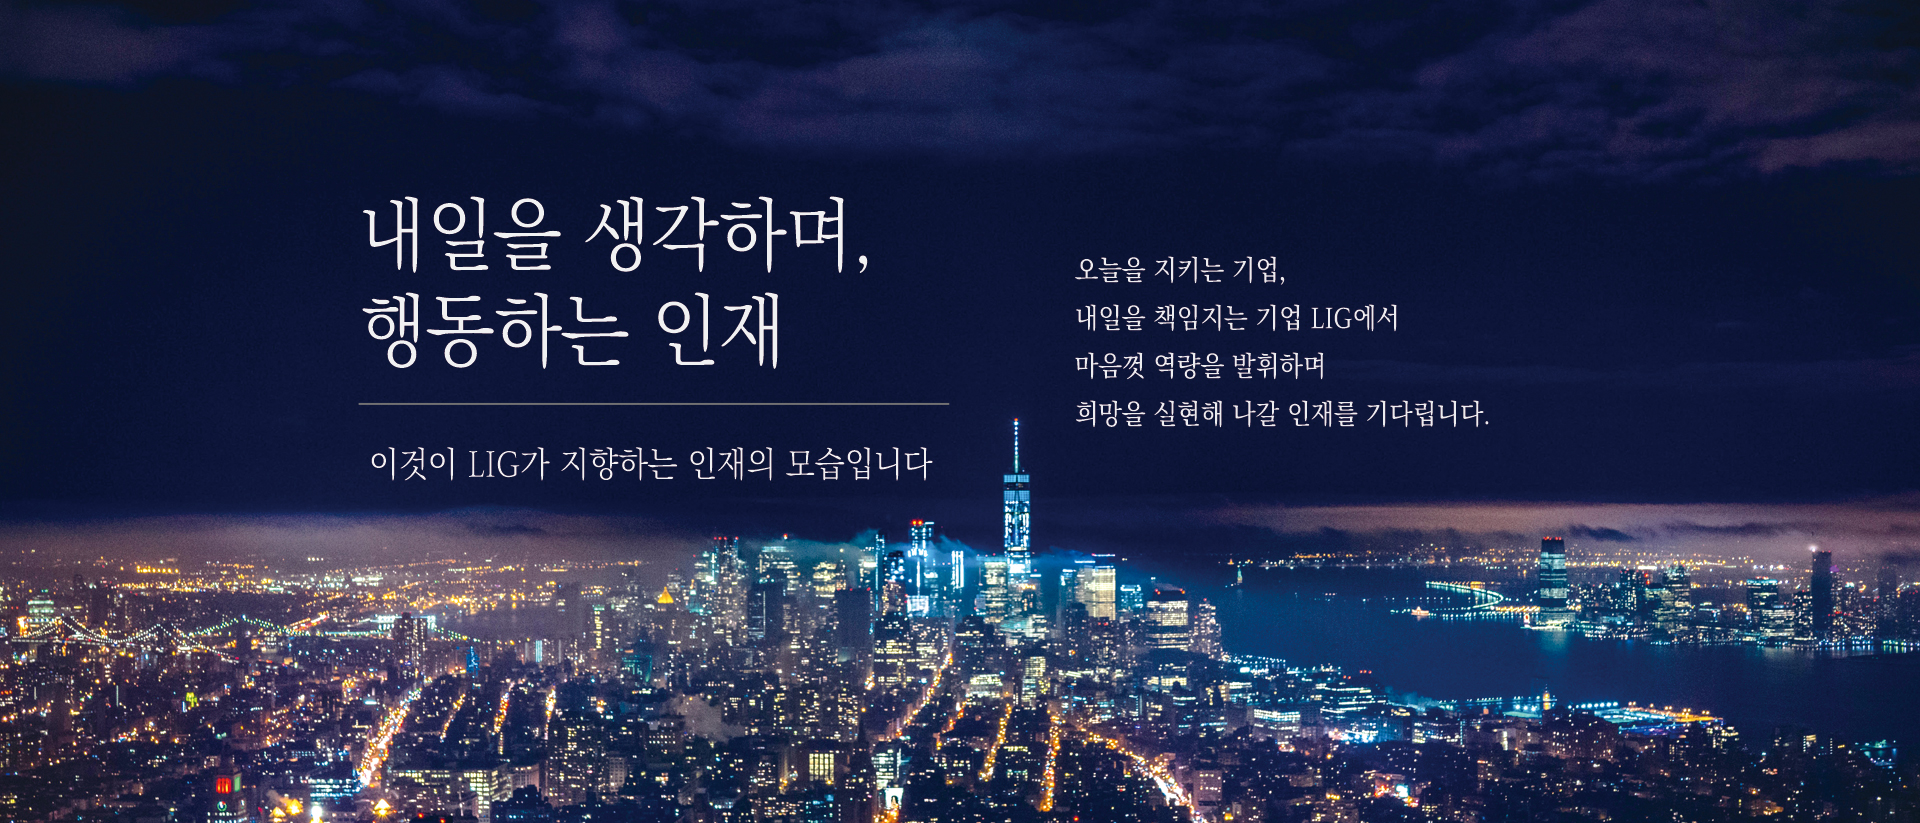 내일을 생각하며,
행동하는 인재
이것이 LIG가 지향하는 인재의 모습입니다
오늘을 지키는 기업,
내일을 책임지는 기업 LIG에서
마음껏 역량을 발휘하며
희망을 실현해 나갈 인재를 기다립니다.